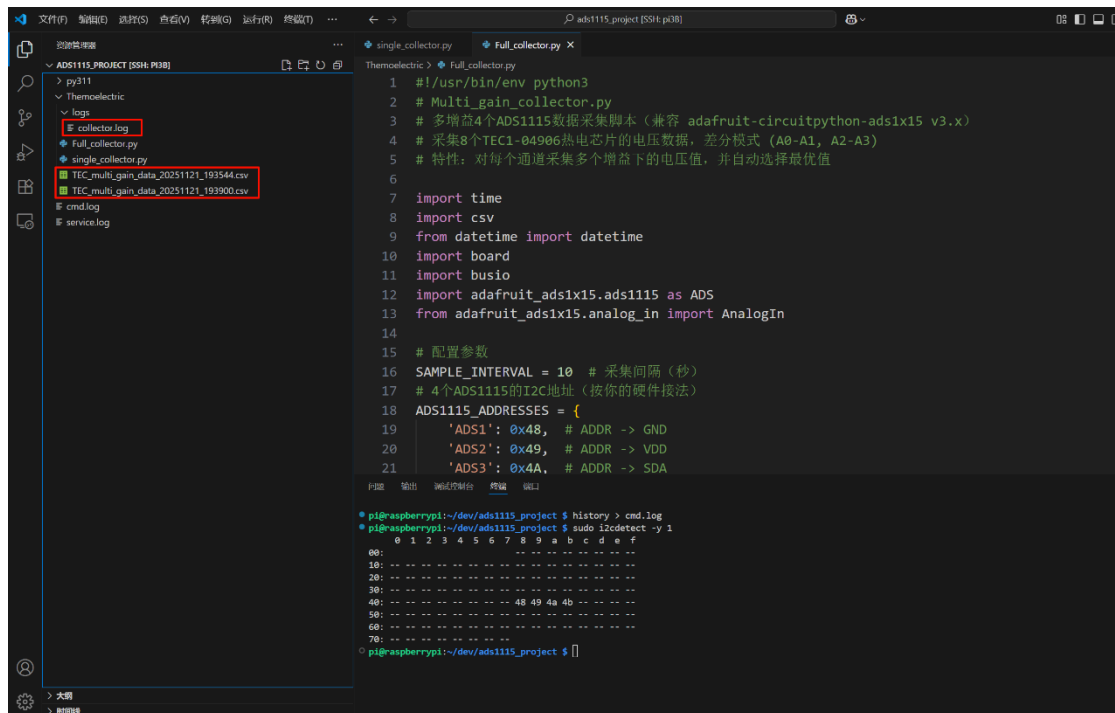 文件(F) 编辑(E) 选择(S) 查看(V) 转到(G) 运行(R) 终端(T) ··· ads1115_project [SSH: pi3B]
资源管理器 ···
ADS1115_PROJECT [SSH: PI3B]
py311
Themoelectric
logs
collector.log
Full_collector.py
single_collector.py
TEC_multi_gain_data_20251121_193544.csv
TEC_multi_gain_data_20251121_193900.csv
cmd.log
service.log
大纲
时间线
single_collector.py Full_collector.py
Themoelectric > Full_collector.py
1 #!/usr/bin/env python3
2 # Multi_gain_collector.py
3 # 多增益4个ADS1115数据采集脚本（兼容 adafruit-circuitpython-ads1x15 v3.x）
4 # 采集8个TEC1-04906热电芯片的电压数据，差分模式 (A0-A1, A2-A3)
5 # 特性：对每个通道采集多个增益下的电压值，并自动选择最优值
6
7 import time
8 import csv
9 from datetime import datetime
10 import board
11 import busio
12 import adafruit_ads1x15.ads1115 as ADS
13 from adafruit_ads1x15.analog_in import AnalogIn
14
15 # 配置参数
16 SAMPLE_INTERVAL = 10 # 采集间隔（秒）
17 # 4个ADS1115的I2C地址（按你的硬件接法）
18 ADS1115_ADDRESSES = {
19 'ADS1': 0x48, # ADDR -> GND
20 'ADS2': 0x49, # ADDR -> VDD
21 'ADS3': 0x4A, # ADDR -> SDA
问题 输出 调试控制台 终端 端口
pi@raspberrypi:~/dev/ads1115_project $ history > cmd.log
pi@raspberrypi:~/dev/ads1115_project $ sudo i2cdetect -y 1
0 1 2 3 4 5 6 7 8 9 a b c d e f
00: -- -- -- -- -- -- -- --
10: -- -- -- -- -- -- -- -- -- -- -- -- -- -- -- --
20: -- -- -- -- -- -- -- -- -- -- -- -- -- -- -- --
30: -- -- -- -- -- -- -- -- -- -- -- -- -- -- -- --
40: -- -- -- -- -- -- -- -- 48 49 4a 4b -- -- -- --
50: -- -- -- -- -- -- -- -- -- -- -- -- -- -- -- --
60: -- -- -- -- -- -- -- -- -- -- -- -- -- -- -- --
70: -- -- -- -- -- -- -- --
pi@raspberrypi:~/dev/ads1115_project $